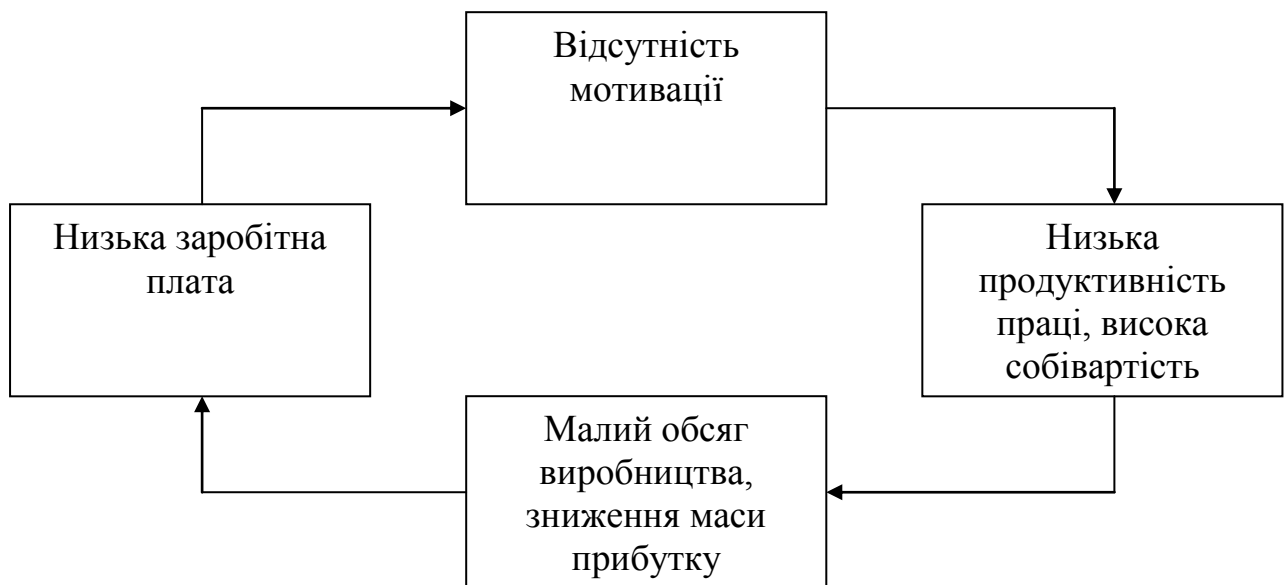 Відсутність
мотивації
Низька заробітна
плата
Низька
продуктивність
праці, висока
собівартість
Малий обсяг
виробництва,
зниження маси
прибутку